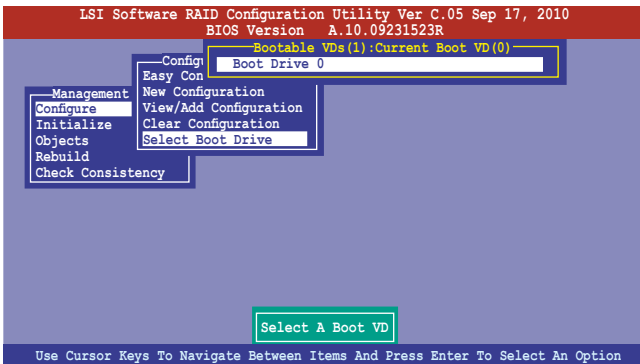 LSI Software RAID Configuration Utility Ver C.05 Sep 17, 2010
BIOS Version A.10.09231523R
Bootable VDs(1):Current Boot VD(0)
Boot Drive 0
Configu
Easy Con
New Configuration
View/Add Configuration
Clear Configuration
Select Boot Drive
Management
Configure
Initialize
Objects
Rebuild
Check Consistency
Select A Boot VD
Use Cursor Keys To Navigate Between Items And Press Enter To Select An Option